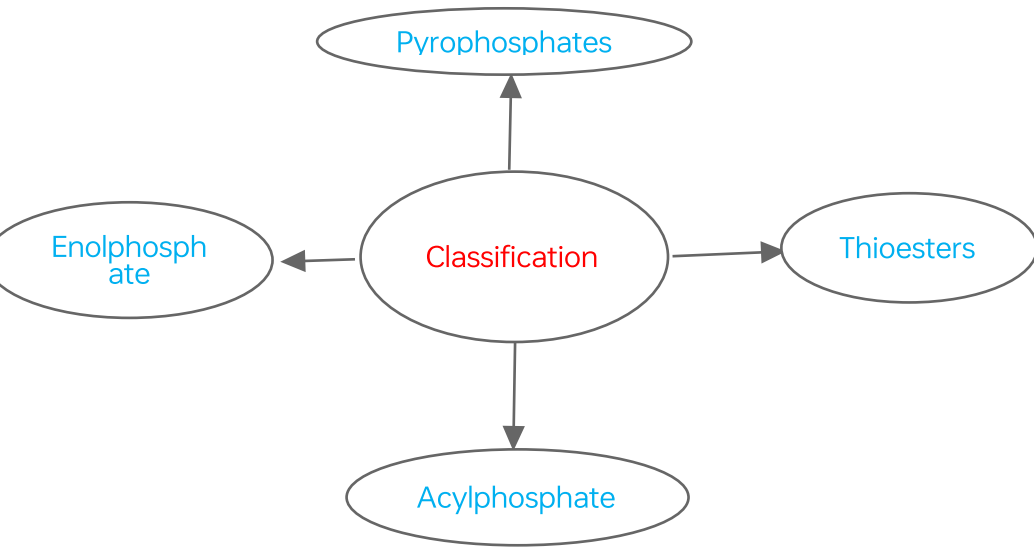 Pyrophosphates
Enolphosph
ate
Classification
Thioesters
Acylphosphate